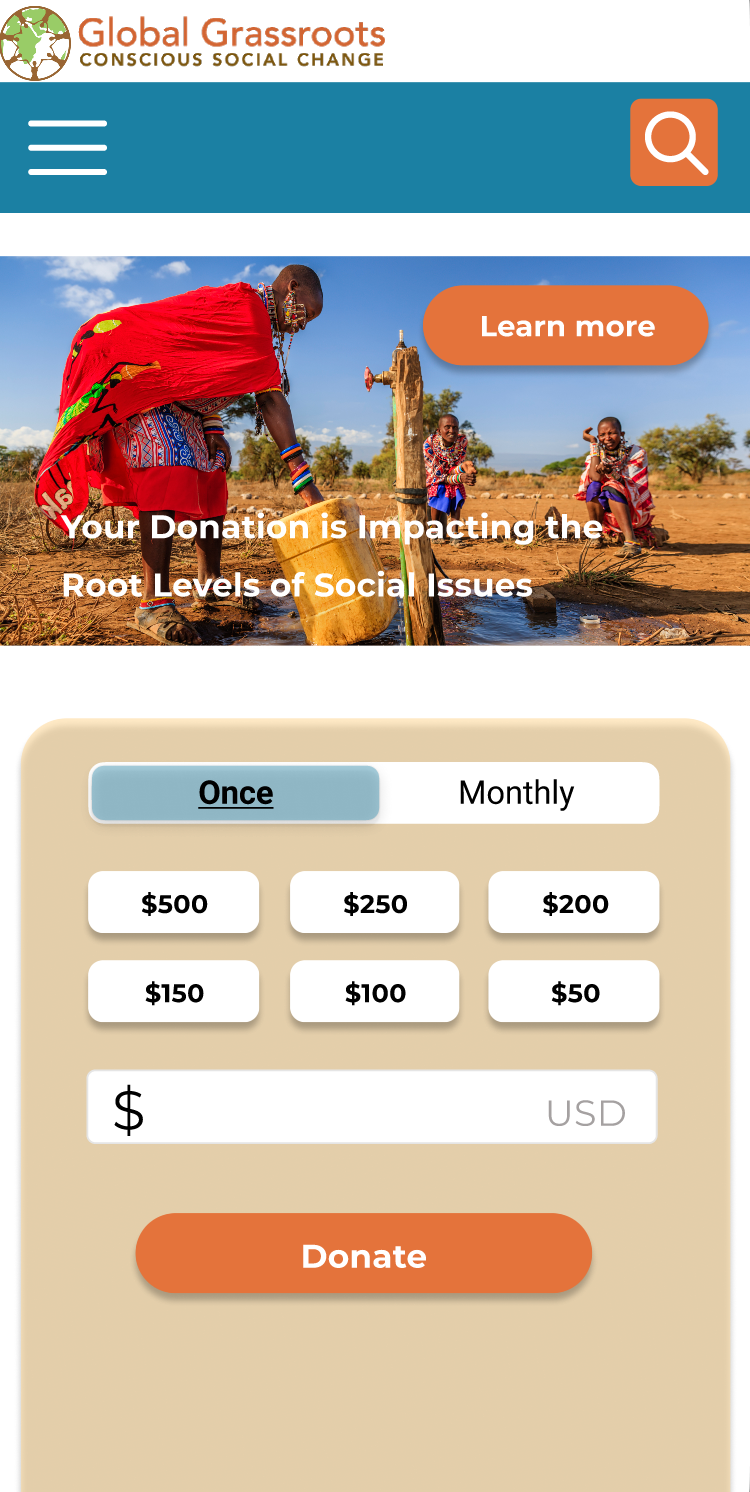 Global Grassroots
CONSCIOUS SOCIAL CHANGE
Learn more
Your Donation is Impacting the
Root Levels of Social Issues
Once
Monthly
$500
$250
$200
$150
$100
$50
$
USD
Donate